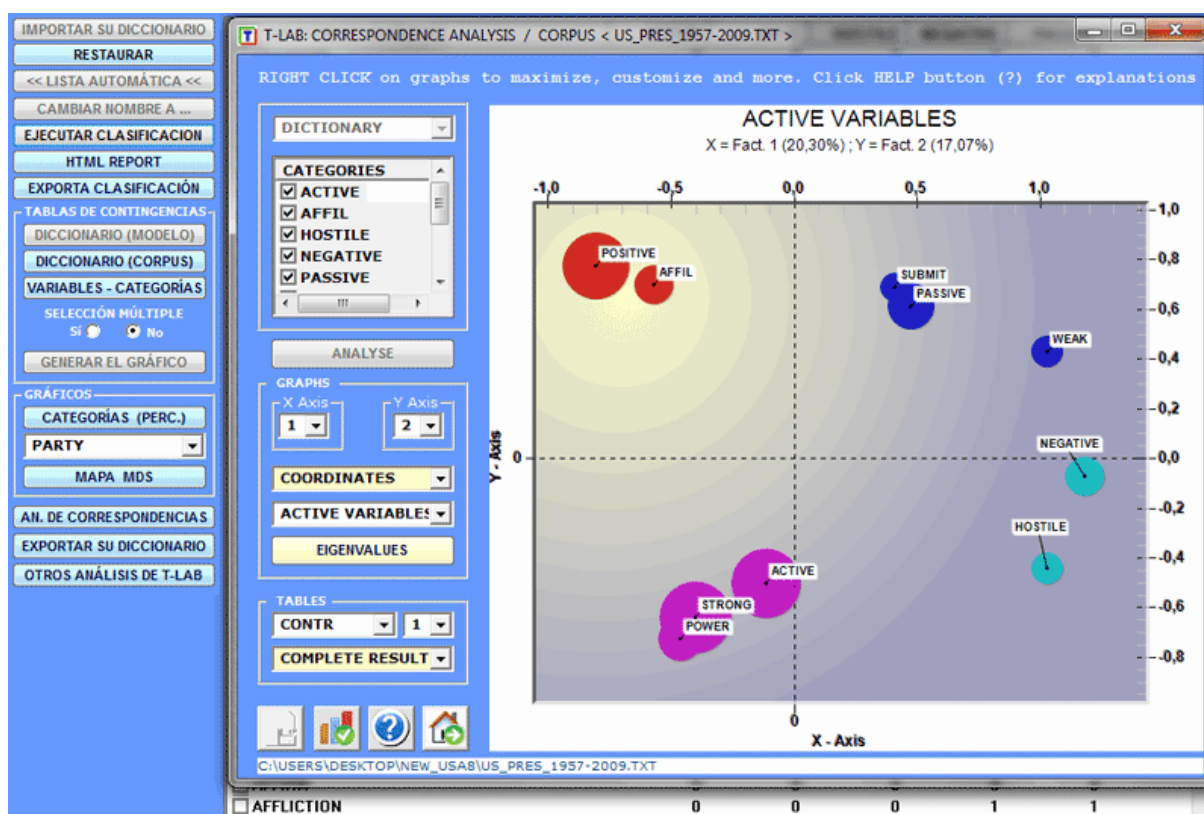 IMPORTAR SU DICCIONARIO
RESTAURAR
<< LISTA AUTOMÁTICA <<
CAMBIAR NOMBRE A ...
EJECUTAR CLASIFICACION
HTML REPORT
EXPORTA CLASIFICACIÓN
TABLAS DE CONTINGENCIAS
DICCIONARIO (MODELO)
DICCIONARIO (CORPUS)
VARIABLES - CATEGORÍAS
SELECCIÓN MÚLTIPLE
Sí No
GENERAR EL GRÁFICO
GRÁFICOS
CATEGORÍAS (PERC.)
PARTY
MAPA MDS
AN. DE CORRESPONDENCIAS
EXPORTAR SU DICCIONARIO
OTROS ANÁLISIS DE T-LAB
T-LAB: CORRESPONDENCE ANALYSIS / CORPUS < US_PRES_1957-2009.TXT >
RIGHT CLICK on graphs to maximize, customize and more. Click HELP button (?) for explanations
DICTIONARY
CATEGORIES
ACTIVE
AFFIL
HOSTILE
NEGATIVE
PASSIVE
ANALYSE
GRAPHS
X Axis Y Axis
1 2
COORDINATES
ACTIVE VARIABLES
EIGENVALUES
TABLES
CONTR 1
COMPLETE RESULT
ACTIVE VARIABLES
X = Fact. 1 (20,30%) ; Y = Fact. 2 (17,07%)
-1,0 -0,5 0,0 0,5 1,0
1,0
0,8
0,6
0,4
0,2
0,0
-0,2
-0,4
-0,6
-0,8
POSITIVE
AFFIL
SUBMIT
PASSIVE
WEAK
NEGATIVE
HOSTILE
ACTIVE
STRONG
POWER
Y - Axis
0
0
X - Axis
C:\USERS\DESKTOP\NEW_USA8\US_PRES_1957-2009.TXT
AFFLICTION 0 0 0 1 1